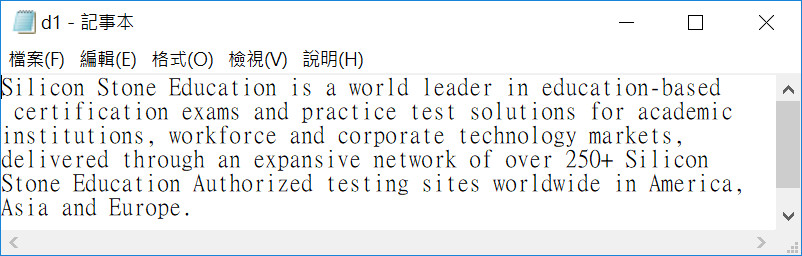 d1 - 記事本
檔案(F) 編輯(E) 格式(O) 檢視(V) 說明(H)
Silicon Stone Education is a world leader in education-based
certification exams and practice test solutions for academic
institutions, workforce and corporate technology markets,
delivered through an expansive network of over 250+ Silicon
Stone Education Authorized testing sites worldwide in America,
Asia and Europe.